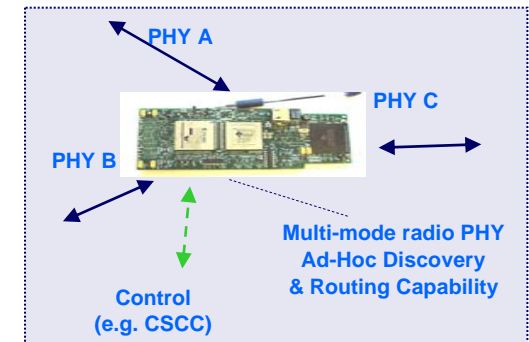 PHY A
PHY C
PHY B
Multi-mode radio PHY
Ad-Hoc Discovery
& Routing Capability
Control
(e.g. CSCC)